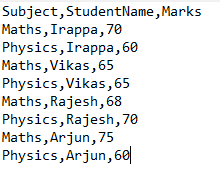 Subject,StudentName,Marks
Maths,Irappa,70
Physics,Irappa,60
Maths,Vikas,65
Physics,Vikas,65
Maths,Rajesh,68
Physics,Rajesh,70
Maths,Arjun,75
Physics,Arjun,60